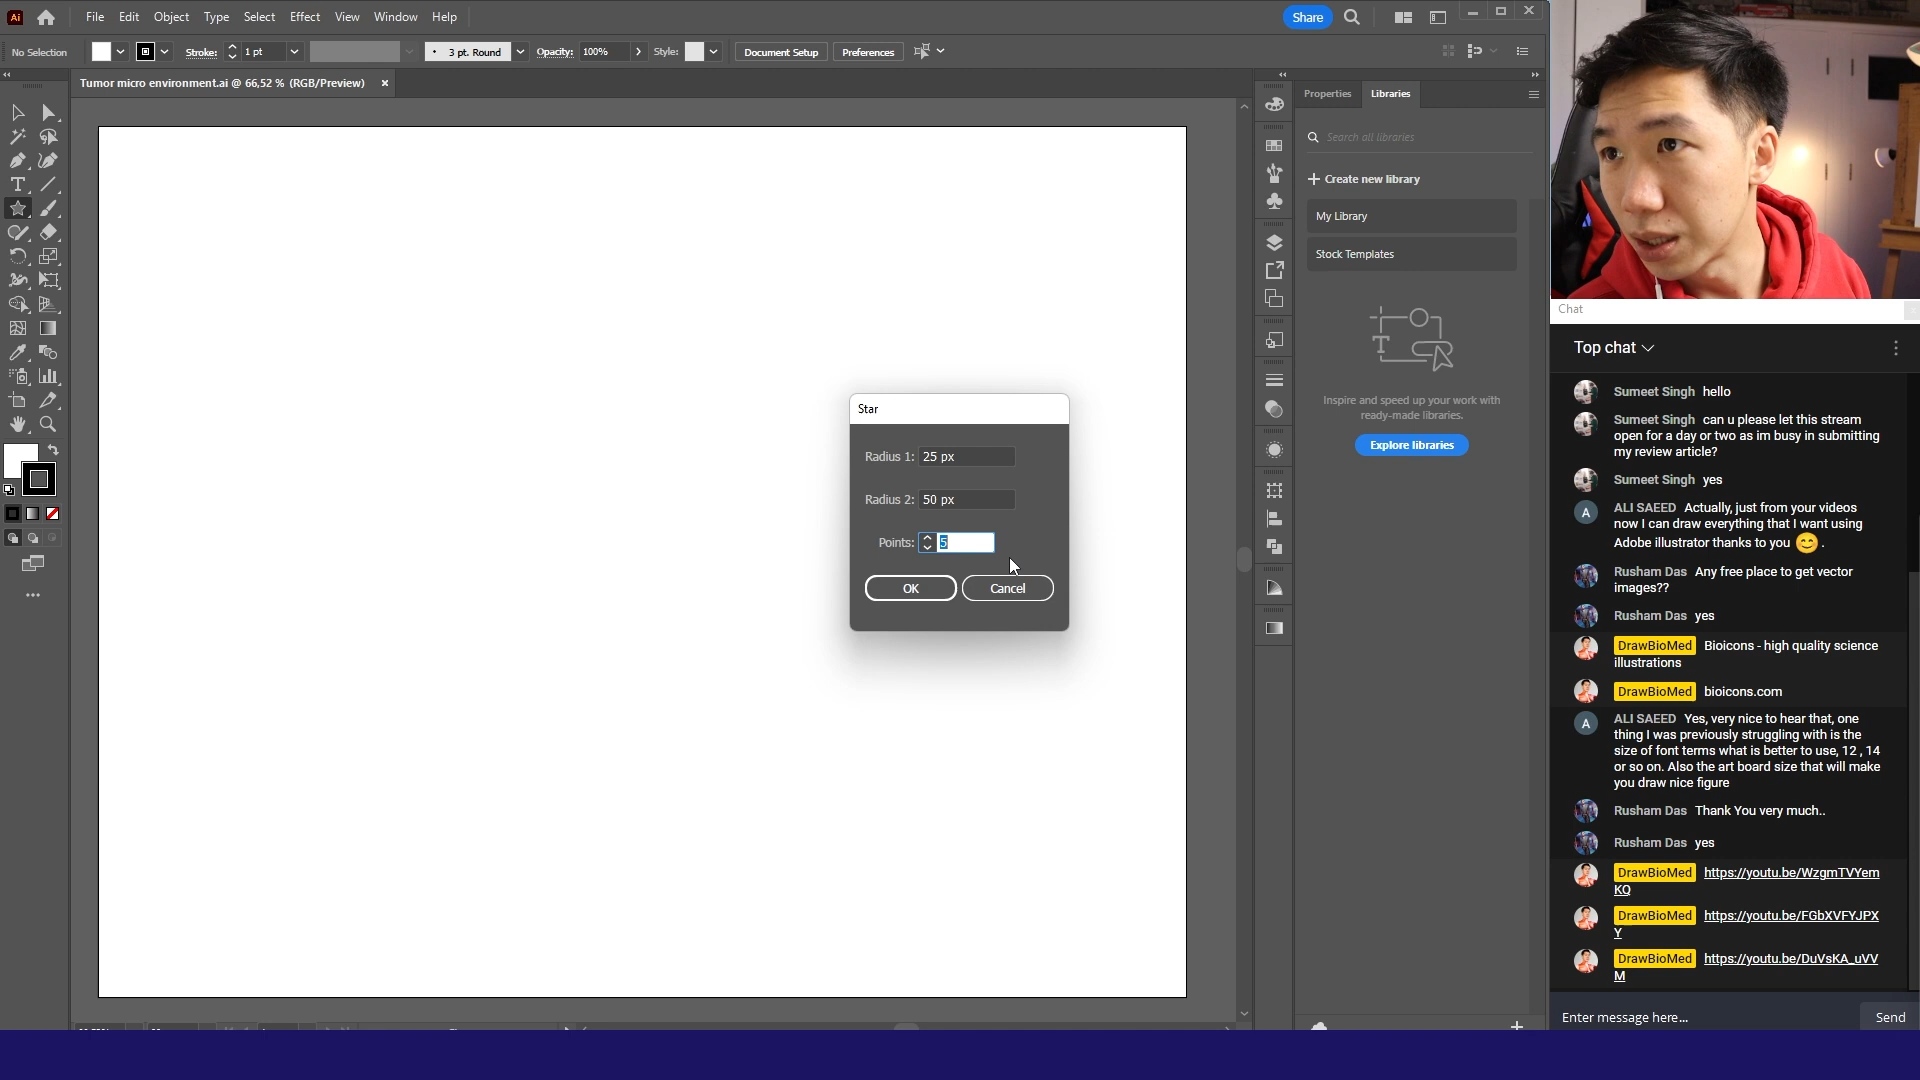 Ai File Edit Object Type Select Effect View Window Help Share
No Selection Stroke: 1 pt 3 pt. Round Opacity: 100% Style: Document Setup Preferences
Tumor micro environment.ai @ 66,52 % (RGB/Preview)
Properties Libraries
Search all libraries
Create new library
My Library
Stock Templates
Inspire and speed up your work with
ready-made libraries.
Explore libraries
Star
Radius 1: 25 px
Radius 2: 50 px
Points: 5
OK Cancel
Chat
Top chat
Sumeet Singh hello
Sumeet Singh can u please let this stream
open for a day or two as im busy in submitting
my review article?
Sumeet Singh yes
A ALI SAEED Actually, just from your videos
now I can draw everything that I want using
Adobe illustrator thanks to you 😊 .
Rusham Das Any free place to get vector
images??
Rusham Das yes
DrawBioMed Bioicons - high quality science
illustrations
DrawBioMed bioicons.com
A ALI SAEED Yes, very nice to hear that, one
thing I was previously struggling with is the
size of font terms what is better to use, 12 , 14
or so on. Also the art board size that will make
you draw nice figure
Rusham Das Thank You very much..
Rusham Das yes
DrawBioMed https://youtu.be/WzgmTVYem
KQ
DrawBioMed https://youtu.be/FGbXVFYJPX
Y
DrawBioMed https://youtu.be/DuVsKA_uVV
M
Enter message here... Send